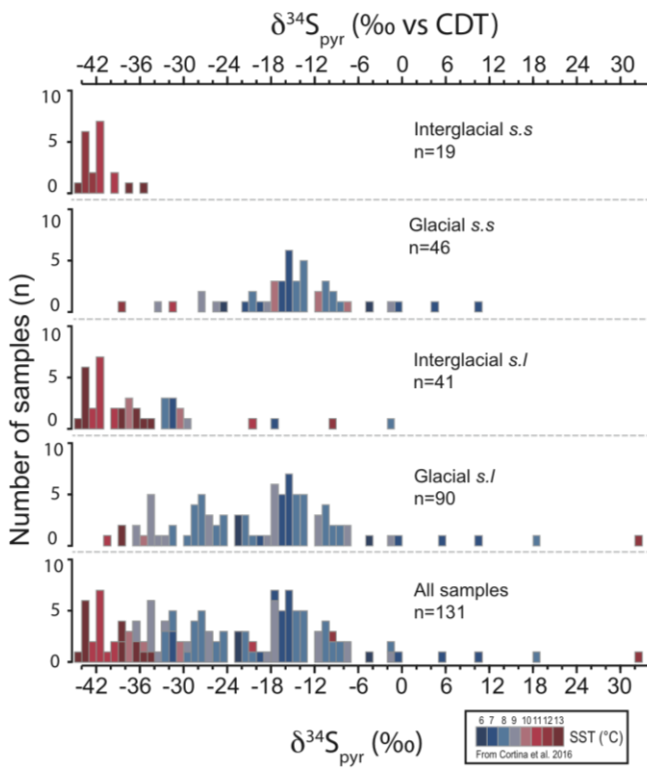 δ34Spyr (‰ vs CDT)
-42 -36 -30 -24 -18 -12 -6 0 6 12 18 24 30
10
5
0
Interglacial s.s
n=19
10
5
0
Glacial s.s
n=46
10
5
0
Interglacial s.l
n=41
10
5
0
Glacial s.l
n=90
10
5
0
All samples
n=131
Number of samples (n)
-42 -36 -30 -24 -18 -12 -6 0 6 12 18 24 30
δ34Spyr (‰)
6 7 8 9 10 11 12 13
SST (°C)
From Cortina et al. 2016